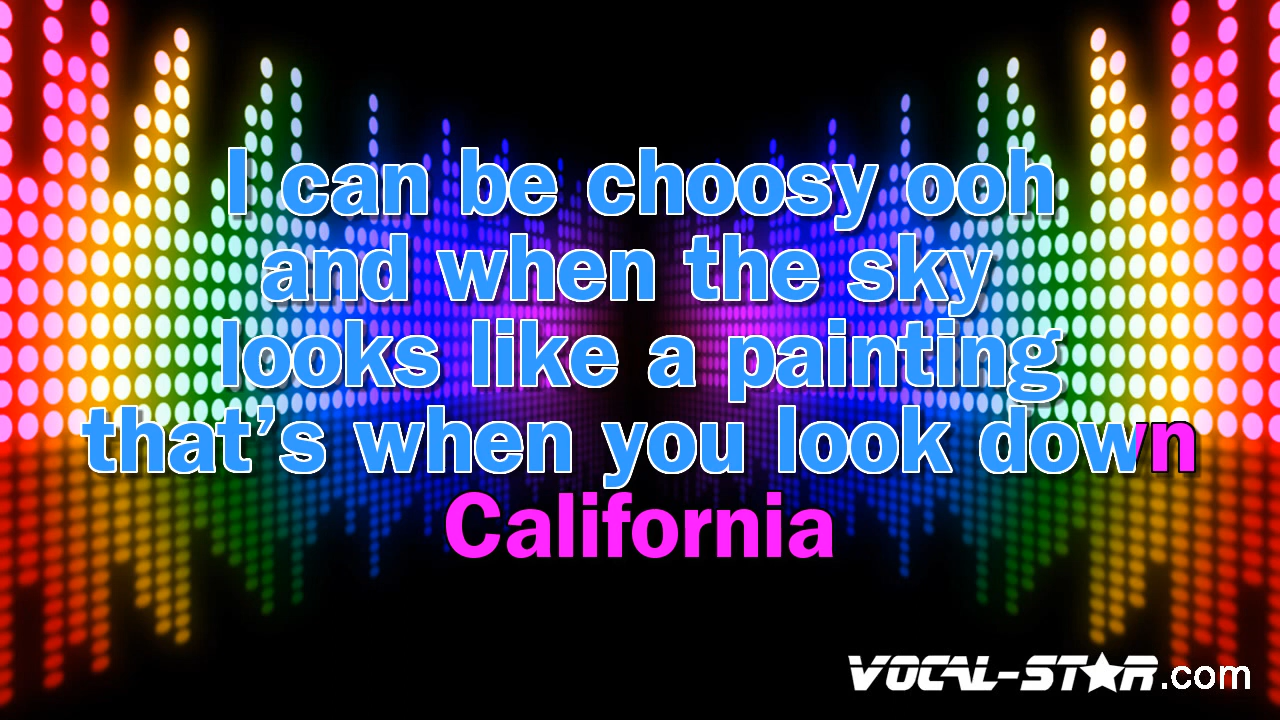 I can be choosy ooh
and when the sky
looks like a painting
that’s when you look down
California
VOCAL-STAR.com